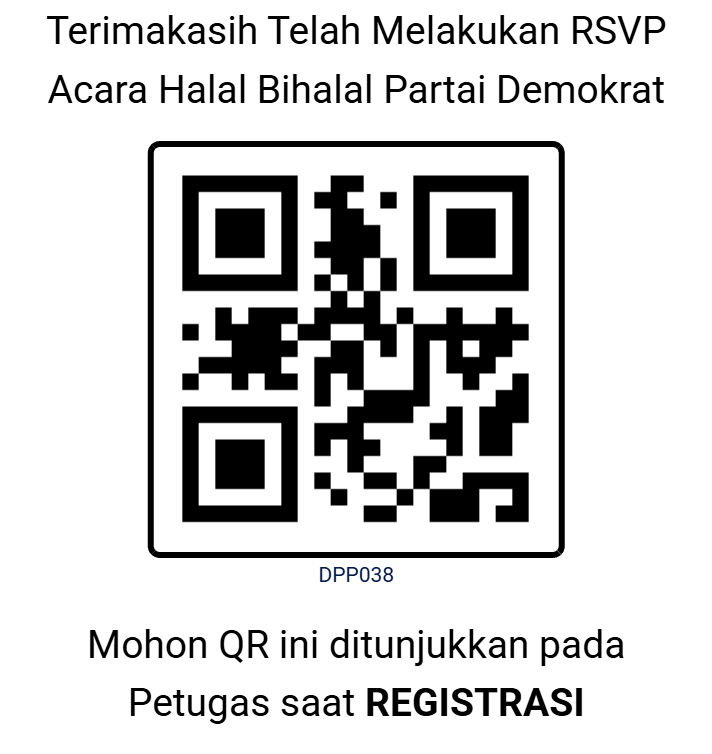 Terimakasih Telah Melakukan RSVP
Acara Halal Bihalal Partai Demokrat
DPP038
Mohon QR ini ditunjukkan pada
Petugas saat REGISTRASI